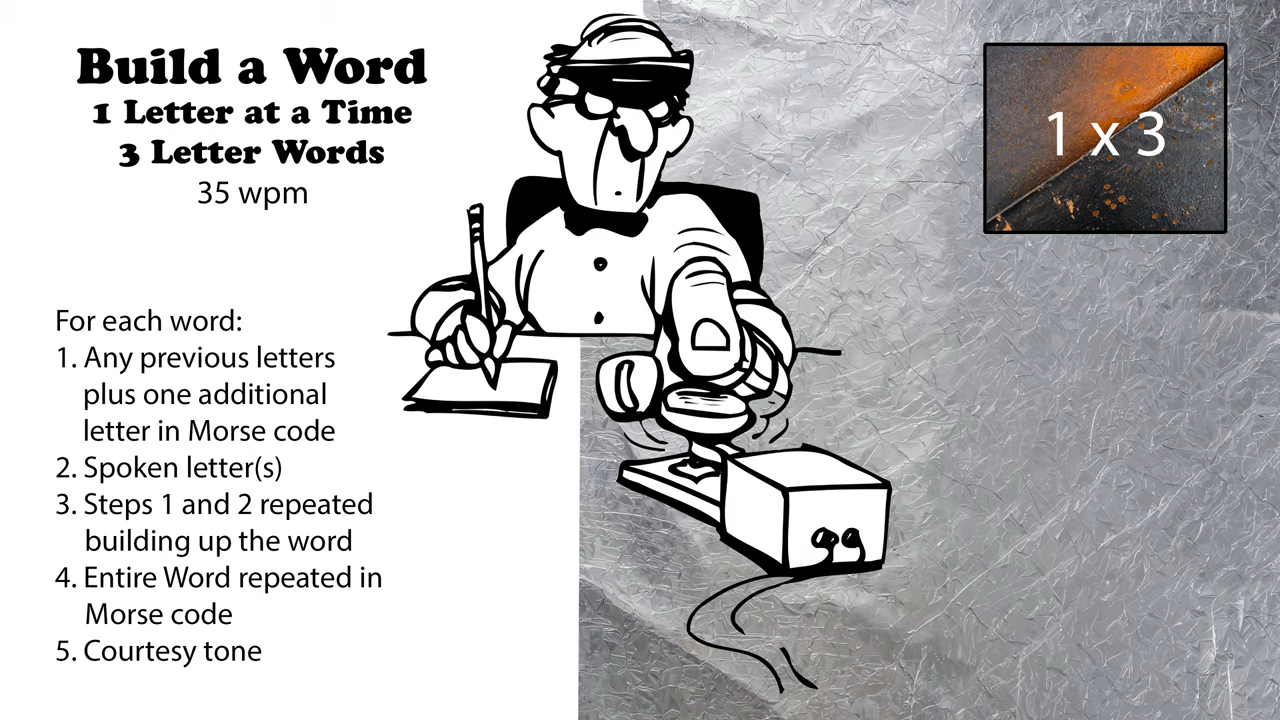 Build a Word
1 Letter at a Time
3 Letter Words
35 wpm
1 x 3
For each word:
1. Any previous letters
plus one additional
letter in Morse code
2. Spoken letter(s)
3. Steps 1 and 2 repeated
building up the word
4. Entire Word repeated in
Morse code
5. Courtesy tone